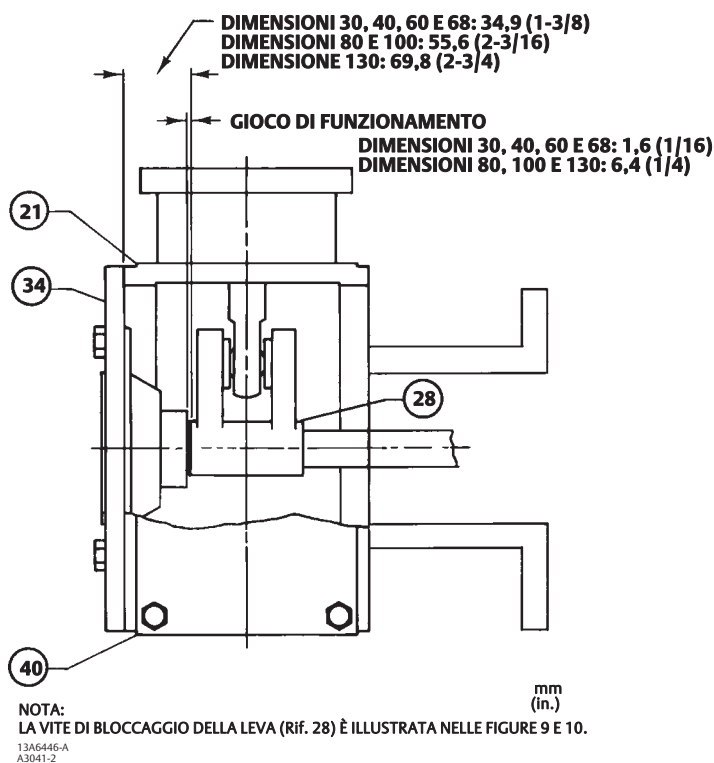 DIMENSIONI 30, 40, 60 E 68: 34,9 (1-3/8)
DIMENSIONI 80 E 100: 55,6 (2-3/16)
DIMENSIONE 130: 69,8 (2-3/4)
GIOCO DI FUNZIONAMENTO
DIMENSIONI 30, 40, 60 E 68: 1,6 (1/16)
DIMENSIONI 80, 100 E 130: 6,4 (1/4)
21
34
28
40
mm
(in.)
NOTA:
LA VITE DI BLOCCAGGIO DELLA LEVA (Rif. 28) È ILLUSTRATA NELLE FIGURE 9 E 10.
13A6446-A
A3041-2